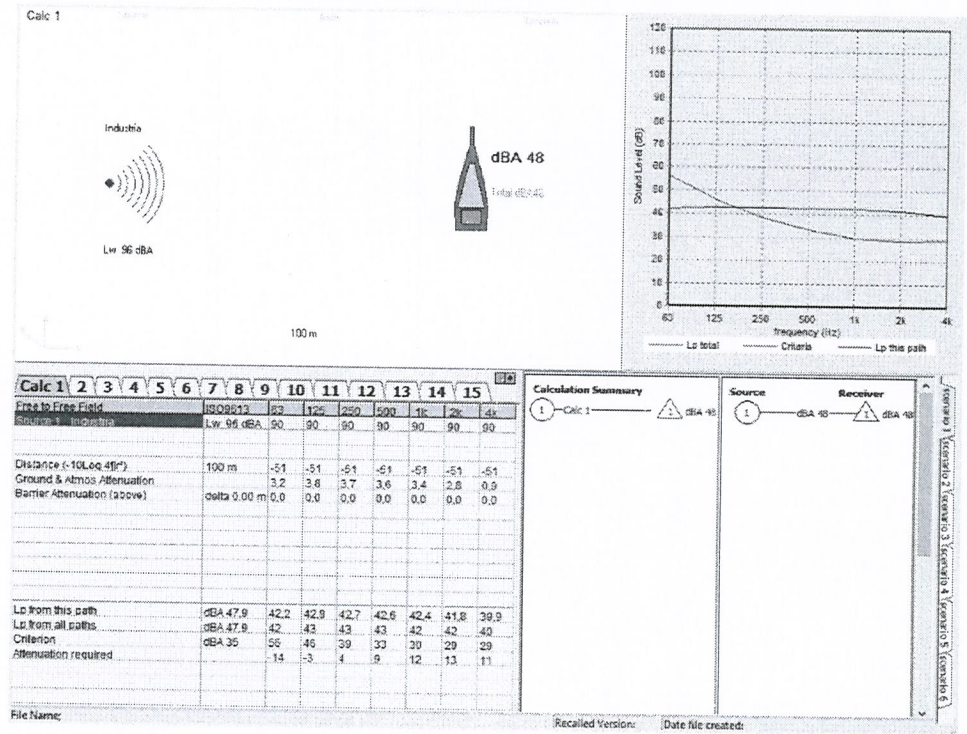 Calc 1
Industria
Lw 96 dBA
dBA 48
Total dBA 48
100 m
Sound Level (dB)
120
110
100
90
80
70
60
50
40
30
20
10
0
63 125 250 500 1k 2k 4k
frequency (Hz)
Lp total Criteria Lp this path
Calc 1 2 3 4 5 6 7 8 9 10 11 12 13 14 15
Free to Free Field ISO9613 63 125 250 500 1k 2k 4k
Source 1 Industria Lw 96 dBA 90 90 90 90 90 90 90
Distance (-10Log 4∏r²) 100 m -51 -51 -51 -51 -51 -51 -51
Ground & Atmos Attenuation 3,2 3,8 3,7 3,6 3,4 2,8 0,9
Barrier Attenuation (above) delta 0.00 m 0,0 0,0 0,0 0,0 0,0 0,0 0,0
Lp from this path dBA 47,9 42,2 42,8 42,7 42,6 42,4 41,8 39,9
Lp from all paths dBA 47,9 42 43 43 43 42 42 40
Criterion dBA 35 56 46 39 33 30 29 29
Attenuation required -14 -3 4 9 12 13 11
Calculation Summary
1 Calc 1 1 dBA 48
Source Receiver
1 dBA 48 1 dBA 48
scenario 1 scenario 2 scenario 3 scenario 4 scenario 5 scenario 6
File Name: Recalled Version: Date file created: